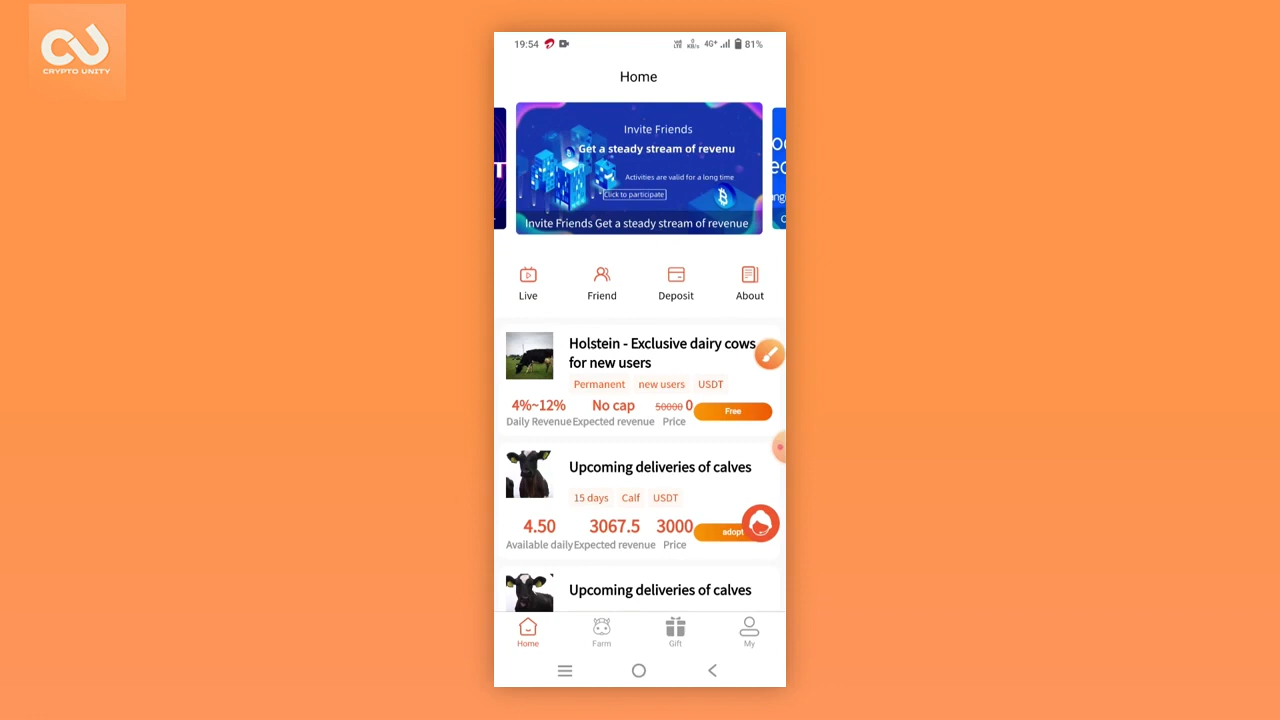 CRYPTO UNITY
19:54
4G+
81%
Home
Invite Friends
Get a steady stream of revenu
Activities are valid for a long time
Click to participate
Invite Friends Get a steady stream of revenue
Live
Friend
Deposit
About
Holstein - Exclusive dairy cows
for new users
Permanent new users USDT
4%~12% No cap 50000 0
Free
Daily Revenue Expected revenue Price
Upcoming deliveries of calves
15 days Calf USDT
4.50 3067.5 3000
adopt
Available daily Expected revenue Price
Upcoming deliveries of calves
Home Farm Gift My